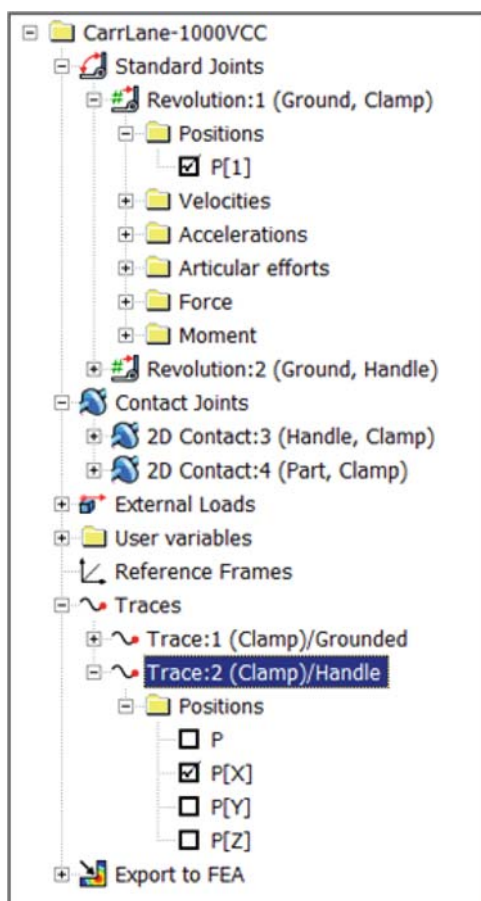 CarrLane-1000VCC
Standard Joints
Revolution:1 (Ground, Clamp)
Positions
P[1]
Velocities
Accelerations
Articular efforts
Force
Moment
Revolution:2 (Ground, Handle)
Contact Joints
2D Contact:3 (Handle, Clamp)
2D Contact:4 (Part, Clamp)
External Loads
User variables
Reference Frames
Traces
Trace:1 (Clamp)/Grounded
Trace:2 (Clamp)/Handle
Positions
P
P[X]
P[Y]
P[Z]
Export to FEA